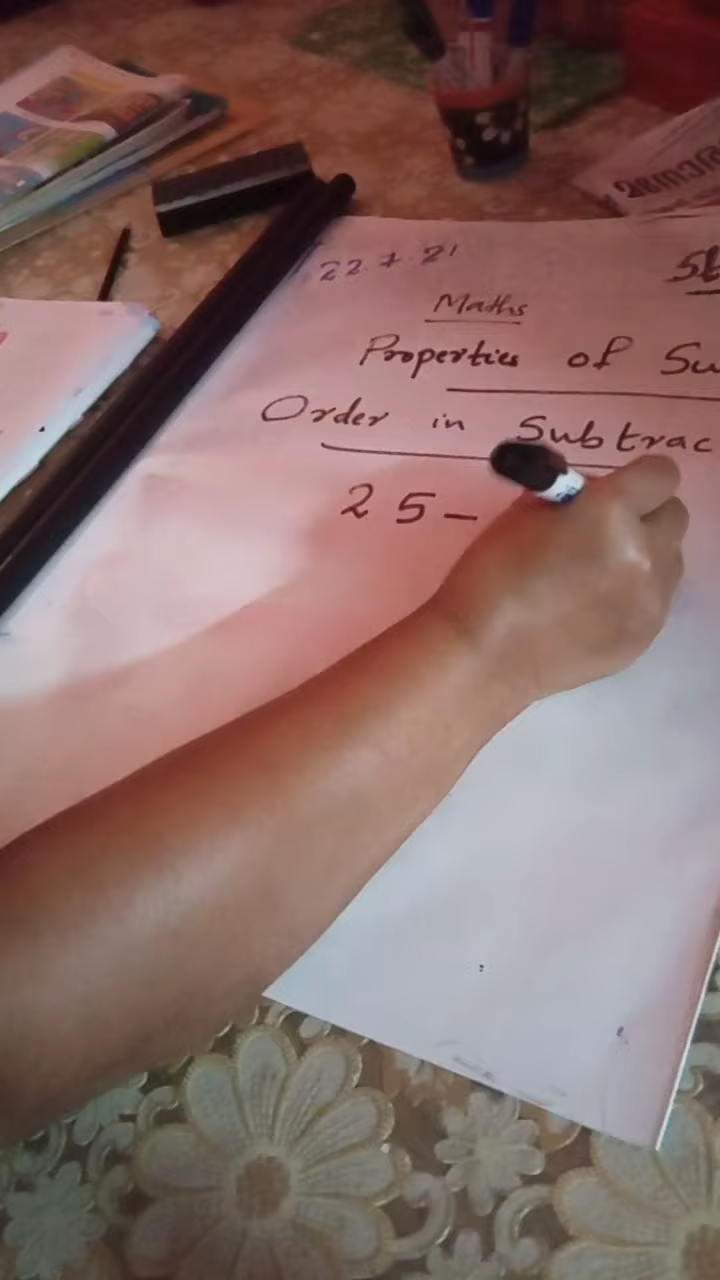 22. 7. 21
Maths
Properties of Su
Order in Subtrac
25-